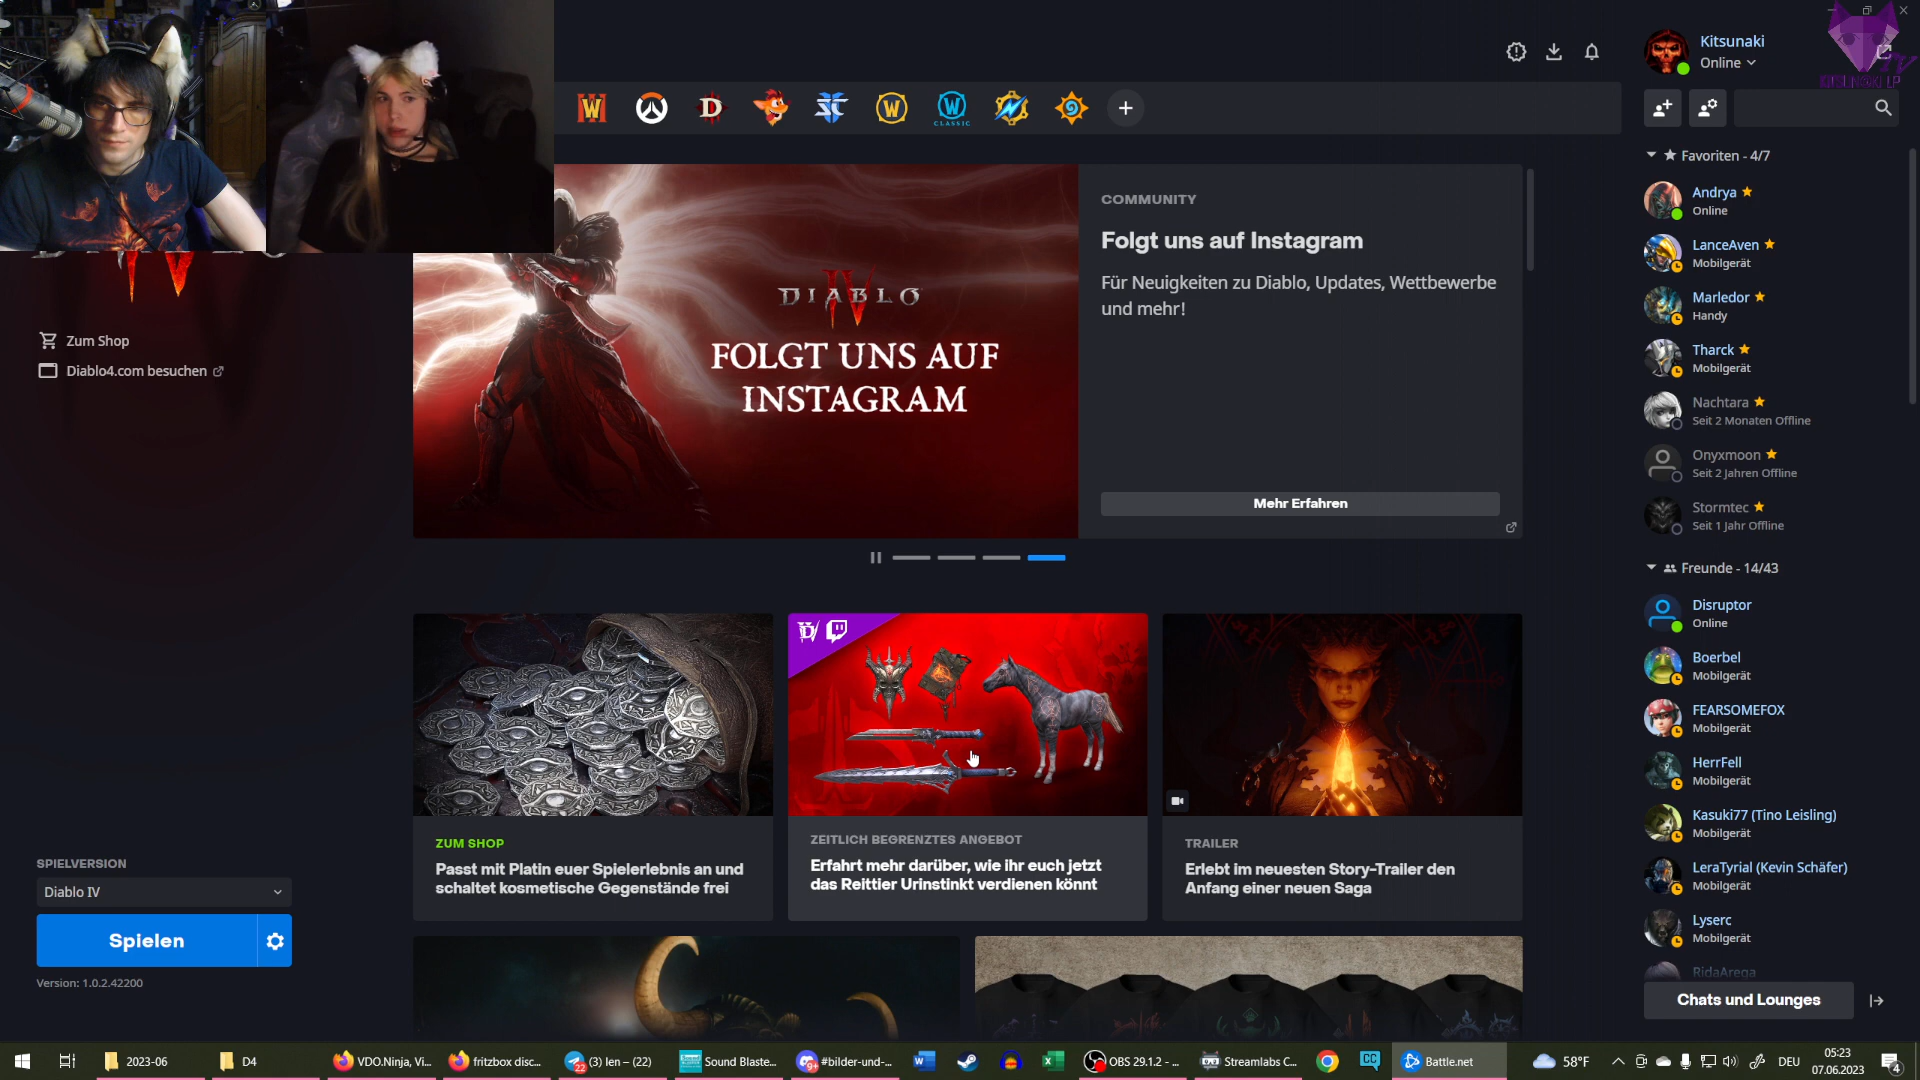 Kitsunaki
Online
CLASSIC
DIABLO
IV
FOLGT UNS AUF
INSTAGRAM
COMMUNITY
Folgt uns auf Instagram
Für Neuigkeiten zu Diablo, Updates, Wettbewerbe
und mehr!
Mehr Erfahren
Zum Shop
Diablo4.com besuchen
ZUM SHOP
Passt mit Platin euer Spielerlebnis an und
schaltet kosmetische Gegenstände frei
ZEITLICH BEGRENZTES ANGEBOT
Erfahrt mehr darüber, wie ihr euch jetzt
das Reittier Urinstinkt verdienen könnt
TRAILER
Erlebt im neuesten Story-Trailer den
Anfang einer neuen Saga
SPIELVERSION
Diablo IV
Spielen
Version: 1.0.2.42200
Favoriten - 4/7
Andrya
Online
LanceAven
Mobilgerät
Marledor
Handy
Tharck
Mobilgerät
Nachtara
Seit 2 Monaten Offline
Onyxmoon
Seit 2 Jahren Offline
Stormtec
Seit 1 Jahr Offline
Freunde - 14/43
Disruptor
Online
Boerbel
Mobilgerät
FEARSOMEFOX
Mobilgerät
HerrFell
Mobilgerät
Kasuki77 (Tino Leisling)
Mobilgerät
LeraTyrial (Kevin Schäfer)
Mobilgerät
Lyserc
Mobilgerät
RidaArega
Chats und Lounges
2023-06
D4
VDO.Ninja, Vi...
fritzbox disc...
(3) len – (22)
Sound Blaste...
#bilder-und-...
OBS 29.1.2 - ...
Streamlabs C...
Battle.net
58°F
DEU
05:23
07.06.2023
4